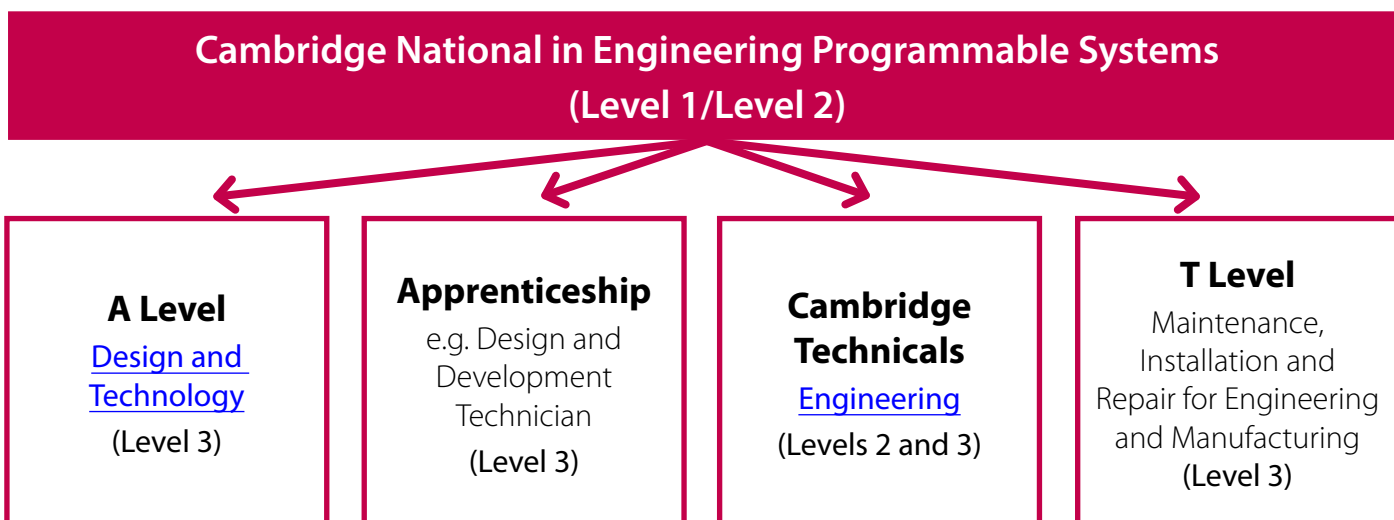 Cambridge National in Engineering Programmable Systems
(Level 1/Level 2)
A Level
Design and
Technology
(Level 3)
Apprenticeship
e.g. Design and
Development
Technician
(Level 3)
Cambridge
Technicals
Engineering
(Levels 2 and 3)
T Level
Maintenance,
Installation and
Repair for Engineering
and Manufacturing
(Level 3)